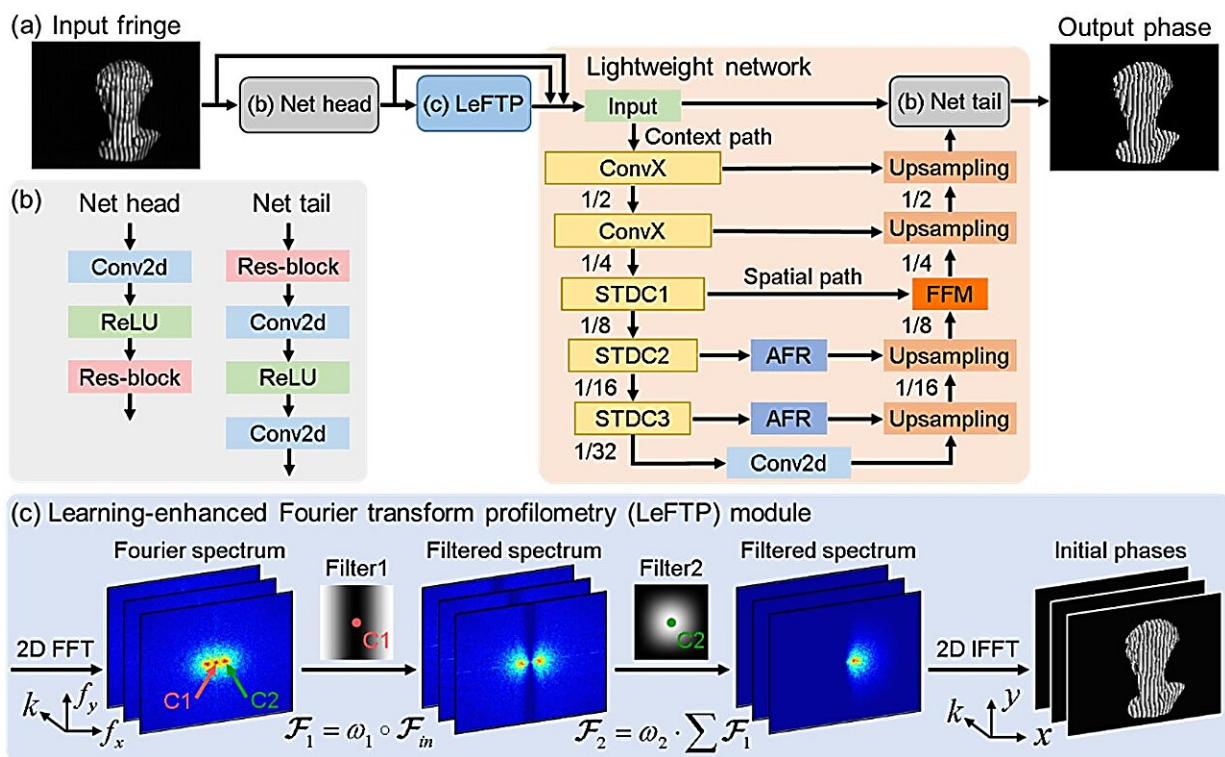 (a) Input fringe
Output phase
Lightweight network
(b) Net head
(c) LeFTP
Input
(b) Net tail
Context path
ConvX
Upsampling
1/2
1/2
ConvX
Upsampling
1/4
1/4
Spatial path
STDC1
FFM
1/8
1/8
STDC2
AFR
Upsampling
1/16
1/16
STDC3
AFR
Upsampling
1/32
Conv2d
(b)
Net head
Net tail
Conv2d
ReLU
Res-block
Res-block
Conv2d
ReLU
Conv2d
(c) Learning-enhanced Fourier transform profilometry (LeFTP) module
Fourier spectrum
Filtered spectrum
Filtered spectrum
Initial phases
Filter1
Filter2
C1
C2
2D FFT
2D IFFT
C1
C2
k
f_y
f_x
ℱ_1 = ω_1 ∘ ℱ_in
ℱ_2 = ω_2 · ∑ ℱ_1
k
y
x